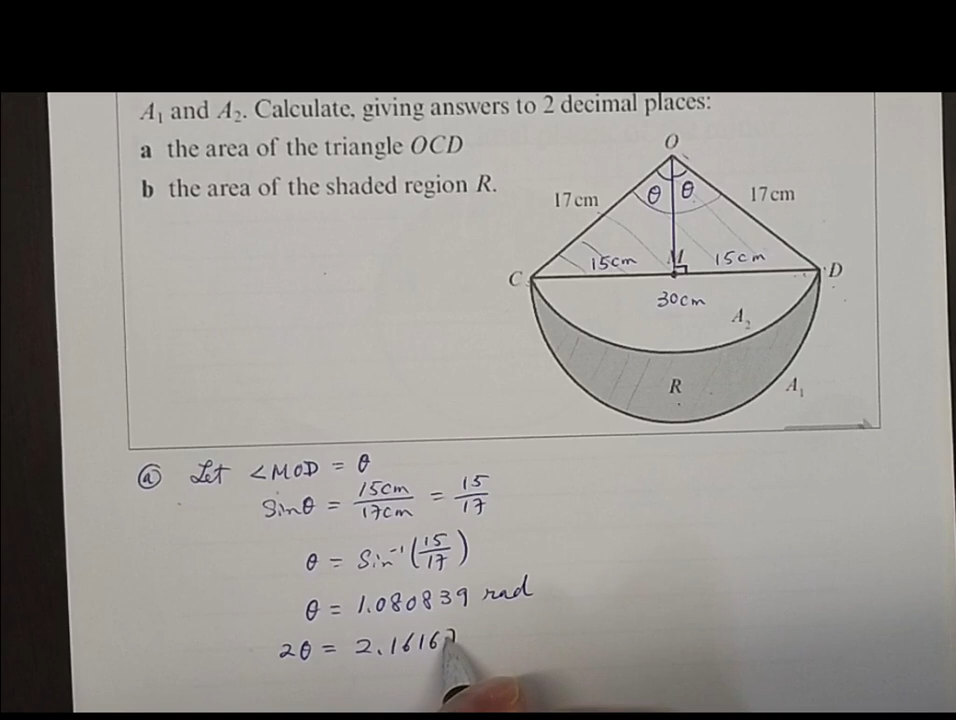 A₁ and A₂. Calculate, giving answers to 2 decimal places:
a the area of the triangle OCD
b the area of the shaded region R.
O
17 cm
θ
θ
17 cm
15cm
M
15cm
C
D
30cm
A₂
R
A₁
ⓐ Let ∠MOD = θ
Sinθ = 15cm/17cm = 15/17
θ = Sin⁻¹(15/17)
θ = 1.080839 rad
2θ = 2.1616